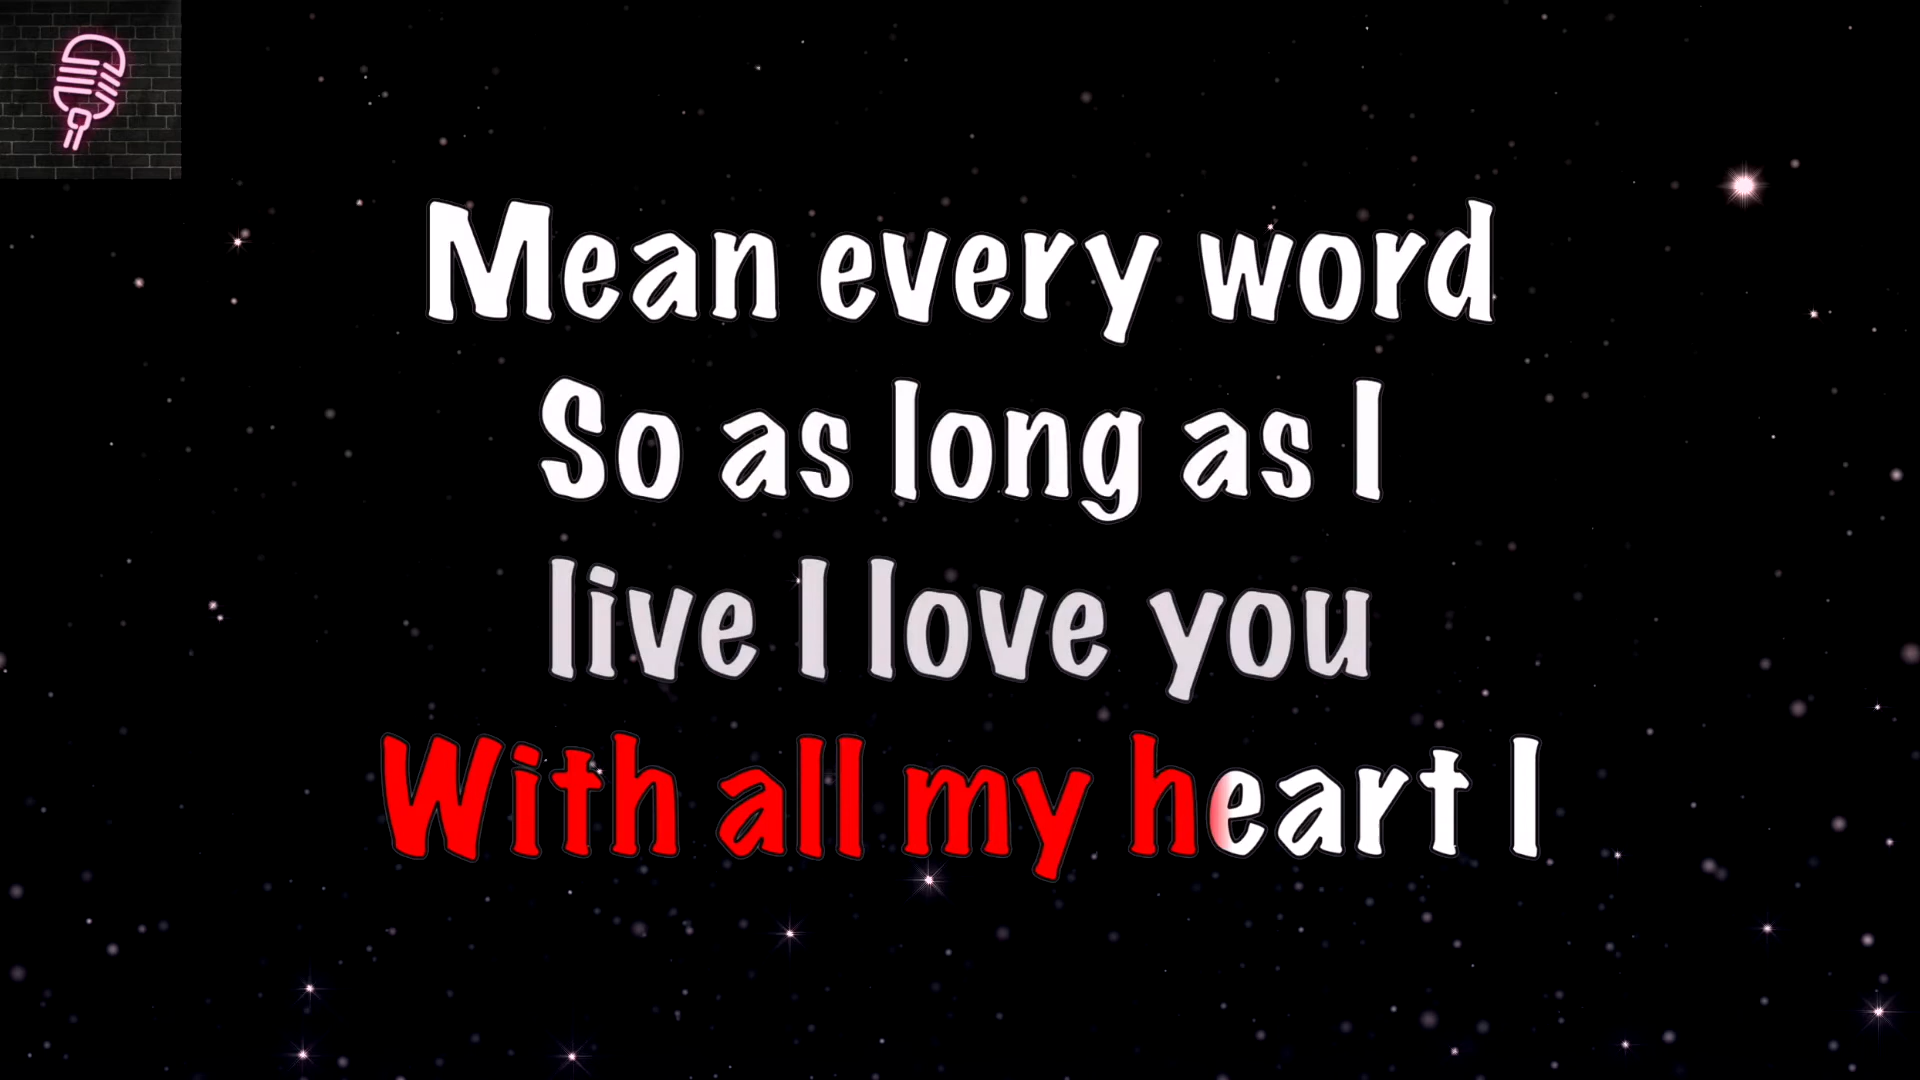 Mean every word
So as long as I
live I love you
With all my heart I